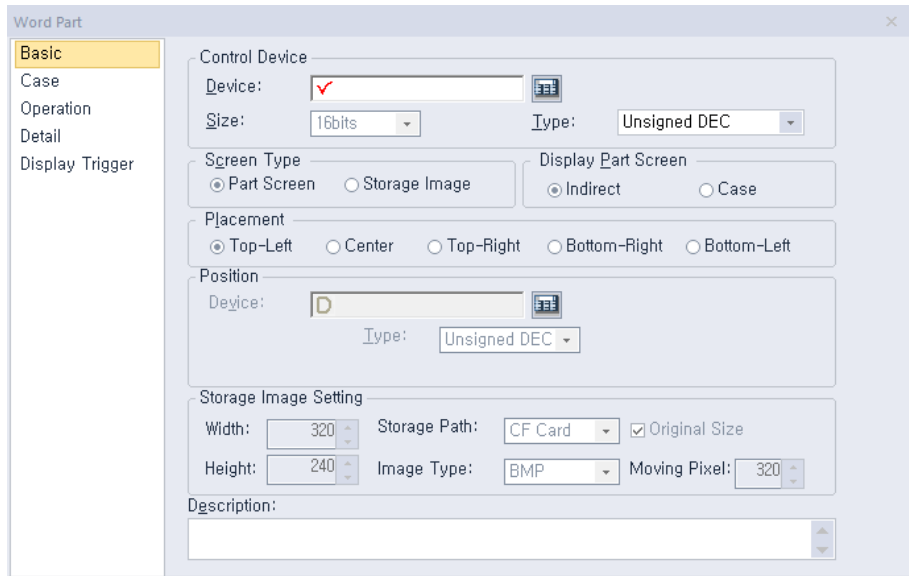 Word Part
Basic
Case
Operation
Detail
Display Trigger
Control Device
Device:
Size: 16bits Type: Unsigned DEC
Screen Type
Part Screen Storage Image
Display Part Screen
Indirect Case
Placement
Top-Left Center Top-Right Bottom-Right Bottom-Left
Position
Device: D
Type: Unsigned DEC
Storage Image Setting
Width: 320 Storage Path: CF Card Original Size
Height: 240 Image Type: BMP Moving Pixel: 320
Description: